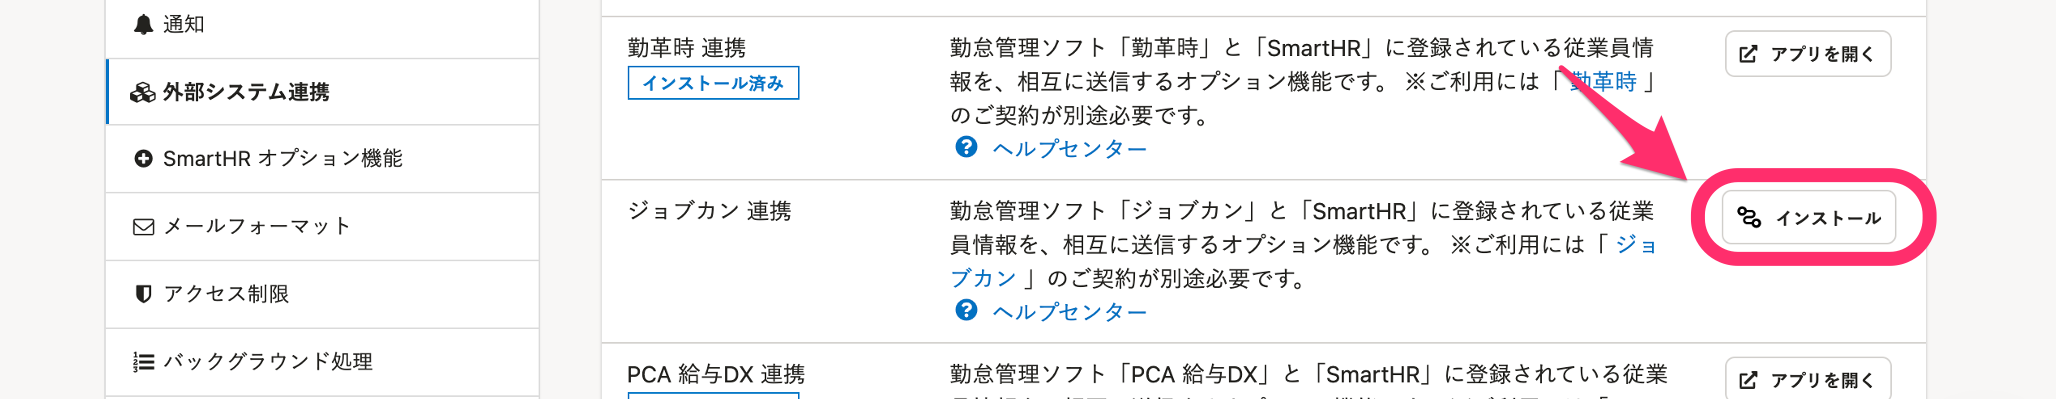 通知
外部システム連携
SmartHR オプション機能
メールフォーマット
アクセス制限
バックグラウンド処理
勤革時 連携
インストール済み
勤怠管理ソフト「勤革時」と「SmartHR」に登録されている従業員情
報を、相互に送信するオプション機能です。 ※ご利用には「 勤革時 」
のご契約が別途必要です。
ヘルプセンター
アプリを開く
ジョブカン 連携
勤怠管理ソフト「ジョブカン」と「SmartHR」に登録されている従業
員情報を、相互に送信するオプション機能です。 ※ご利用には「 ジョ
ブカン 」のご契約が別途必要です。
ヘルプセンター
インストール
PCA 給与DX 連携
勤怠管理ソフト「PCA 給与DX」と「SmartHR」に登録されている従業
アプリを開く